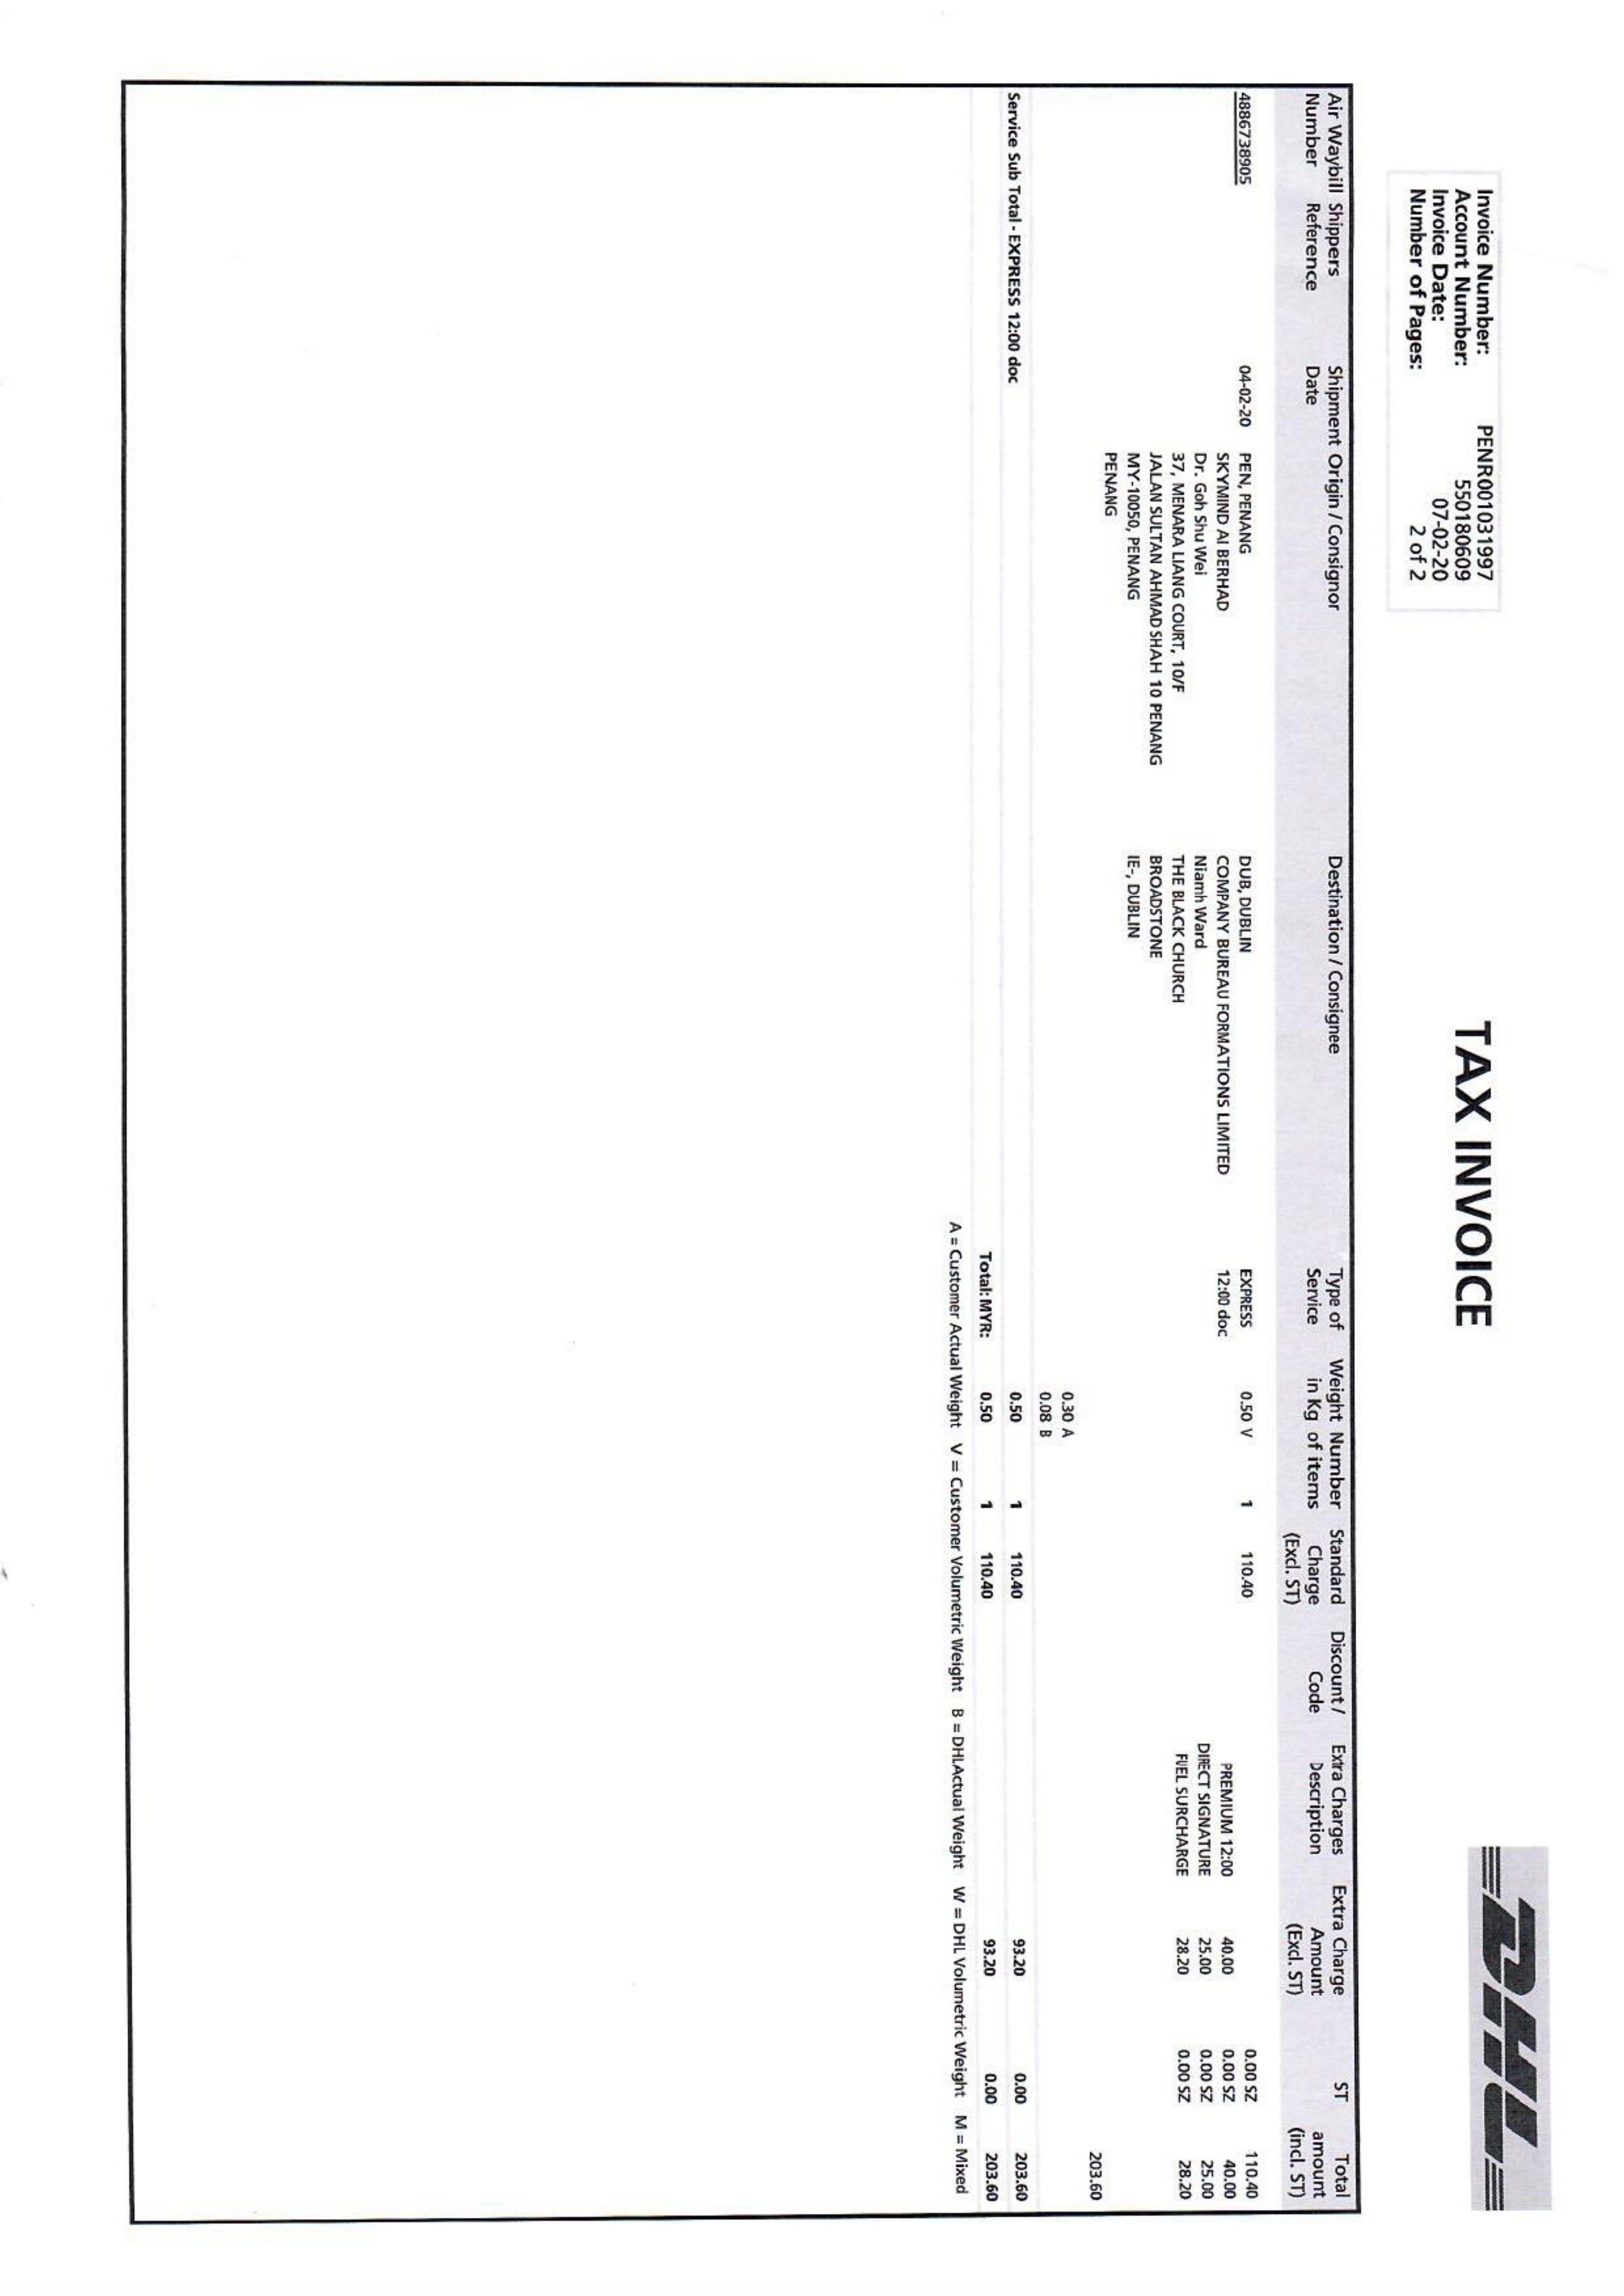 Invoice Number: PENR001031997
Account Number: 550180609
Invoice Date: 07-02-20
Number of Pages: 2 of 2
TAX INVOICE
DHL
Air Waybill Shippers Shipment Origin / Consignor Destination / Consignee Type of Weight Number Standard Discount / Extra Charges Extra Charge ST Total
Number Reference Date Service in Kg of items Charge Code Description Amount amount
(Excl. ST) (Excl. ST) (incl. ST)
4886738905 04-02-20 PEN, PENANG DUB, DUBLIN EXPRESS 0.50 V 1 110.40 0.00 SZ 110.40
SKYMIND AI BERHAD COMPANY BUREAU FORMATIONS LIMITED 12:00 doc PREMIUM 12:00 40.00 0.00 SZ 40.00
Dr. Goh Shu Wei Niamh Ward DIRECT SIGNATURE 25.00 0.00 SZ 25.00
37, MENARA LIANG COURT, 10/F THE BLACK CHURCH FUEL SURCHARGE 28.20 0.00 SZ 28.20
JALAN SULTAN AHMAD SHAH 10 PENANG BROADSTONE
MY-10050, PENANG IE-, DUBLIN
PENANG
203.60
0.30 A
0.08 B
Service Sub Total - EXPRESS 12:00 doc 0.50 1 110.40 93.20 0.00 203.60
Total: MYR: 0.50 1 110.40 93.20 0.00 203.60
A = Customer Actual Weight V = Customer Volumetric Weight B = DHLActual Weight W = DHL Volumetric Weight M = Mixed